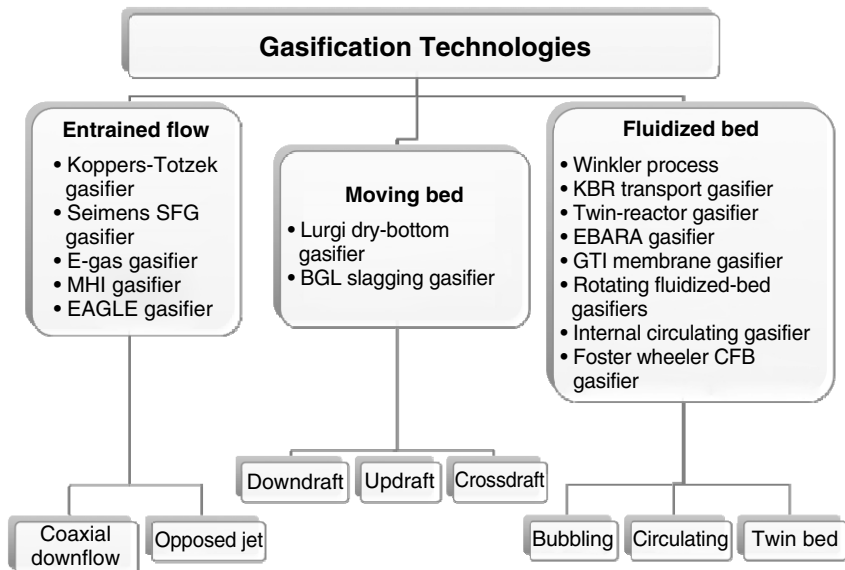 Gasification Technologies
Entrained flow
• Koppers-Totzek
gasifier
• Seimens SFG
gasifier
• E-gas gasifier
• MHI gasifier
• EAGLE gasifier
Moving bed
• Lurgi dry-bottom
gasifier
• BGL slagging gasifier
Fluidized bed
• Winkler process
• KBR transport gasifier
• Twin-reactor gasifier
• EBARA gasifier
• GTI membrane gasifier
• Rotating fluidized-bed
gasifiers
• Internal circulating gasifier
• Foster wheeler CFB
gasifier
Coaxial
downflow
Opposed jet
Downdraft
Updraft
Crossdraft
Bubbling
Circulating
Twin bed